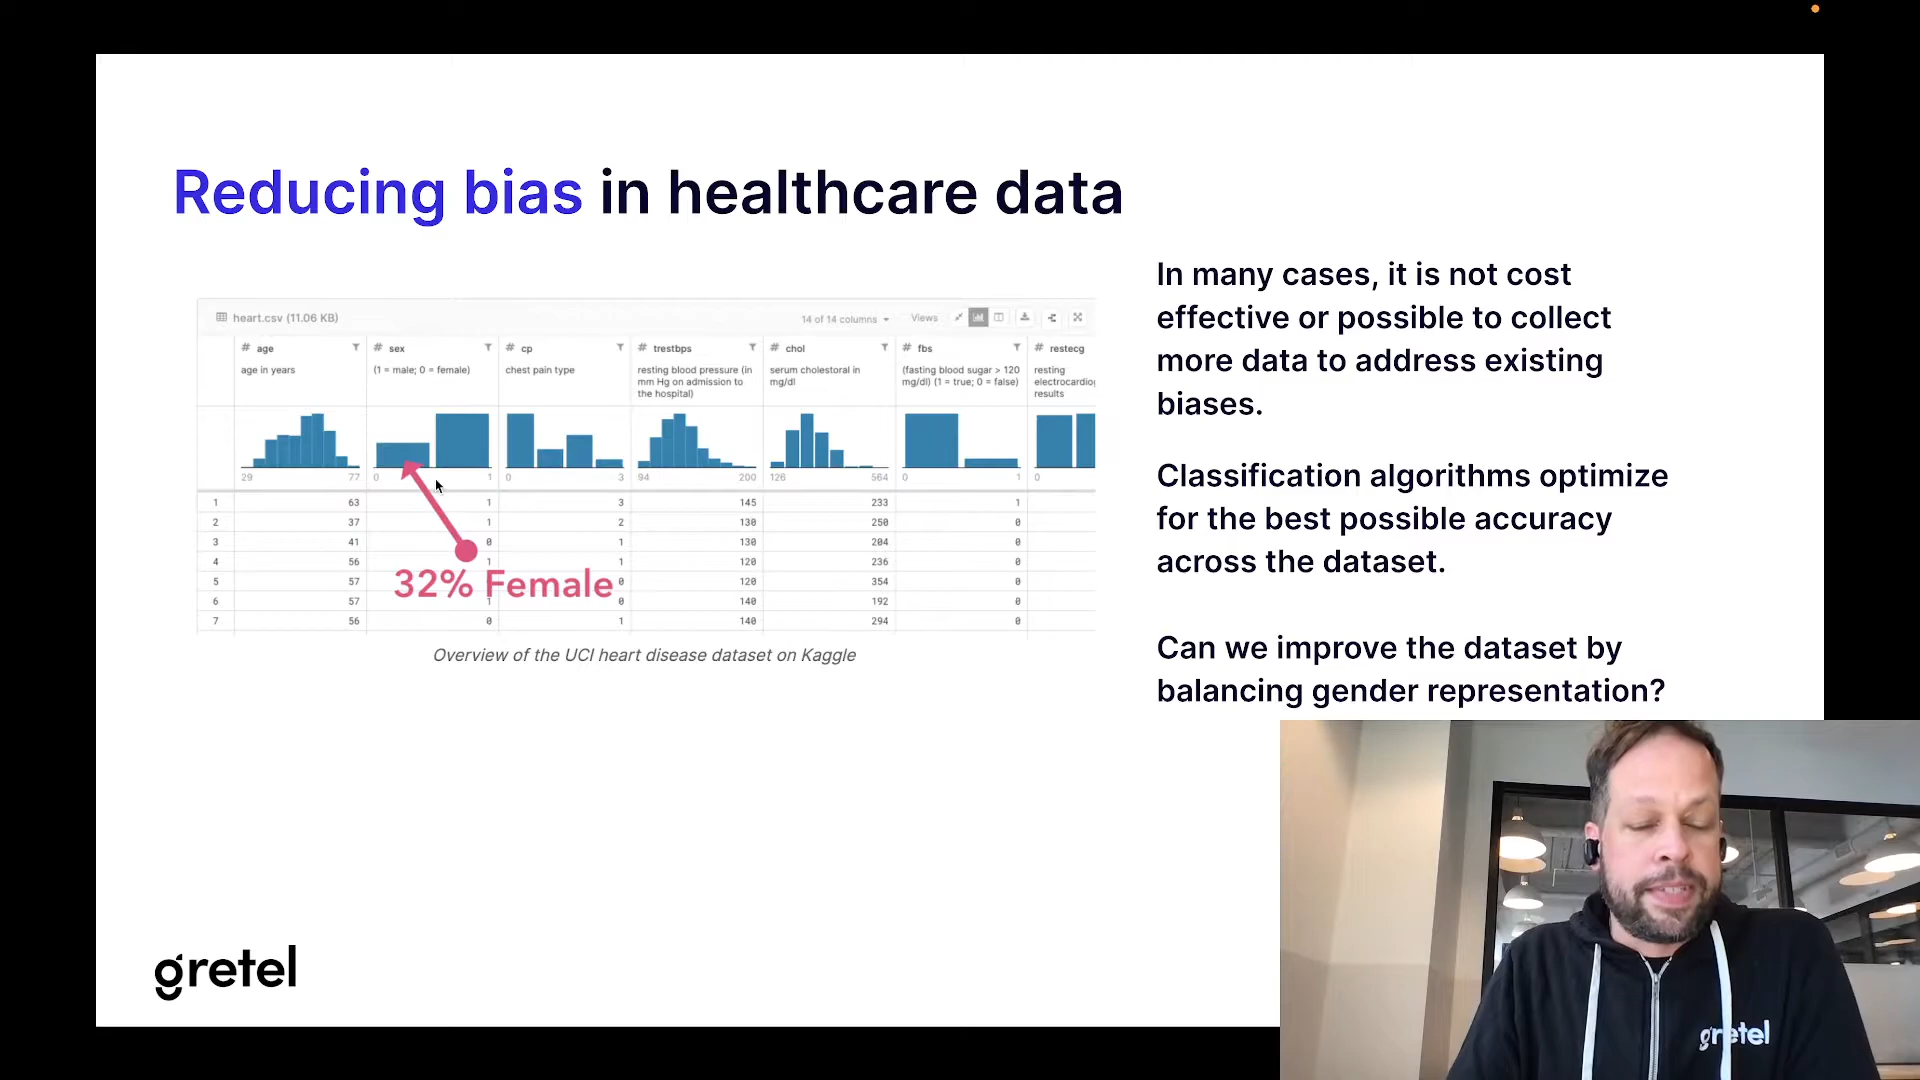 Reducing bias in healthcare data
In many cases, it is not cost
effective or possible to collect
more data to address existing
biases.
Classification algorithms optimize
for the best possible accuracy
across the dataset.
Can we improve the dataset by
balancing gender representation?
heart.csv (11.06 KB)
14 of 14 columns Views
# age # sex # cp # trestbps # chol # fbs # restecg
age in years (1 = male; 0 = female) chest pain type resting blood pressure (in serum cholestoral in (fasting blood sugar > 120 resting
mm Hg on admission to mg/dl mg/dl) (1 = true; 0 = false) electrocardiog
the hospital) results
29 77 0 1 0 3 94 200 126 564 0 1 0
1 63 1 3 145 233 1
2 37 1 2 130 250 0
3 41 0 1 130 204 0
4 56 1 1 120 236 0
5 57 0 120 354 0
6 57 1 0 140 192 0
7 56 0 1 140 294 0
32% Female
Overview of the UCI heart disease dataset on Kaggle
gretel
gretel